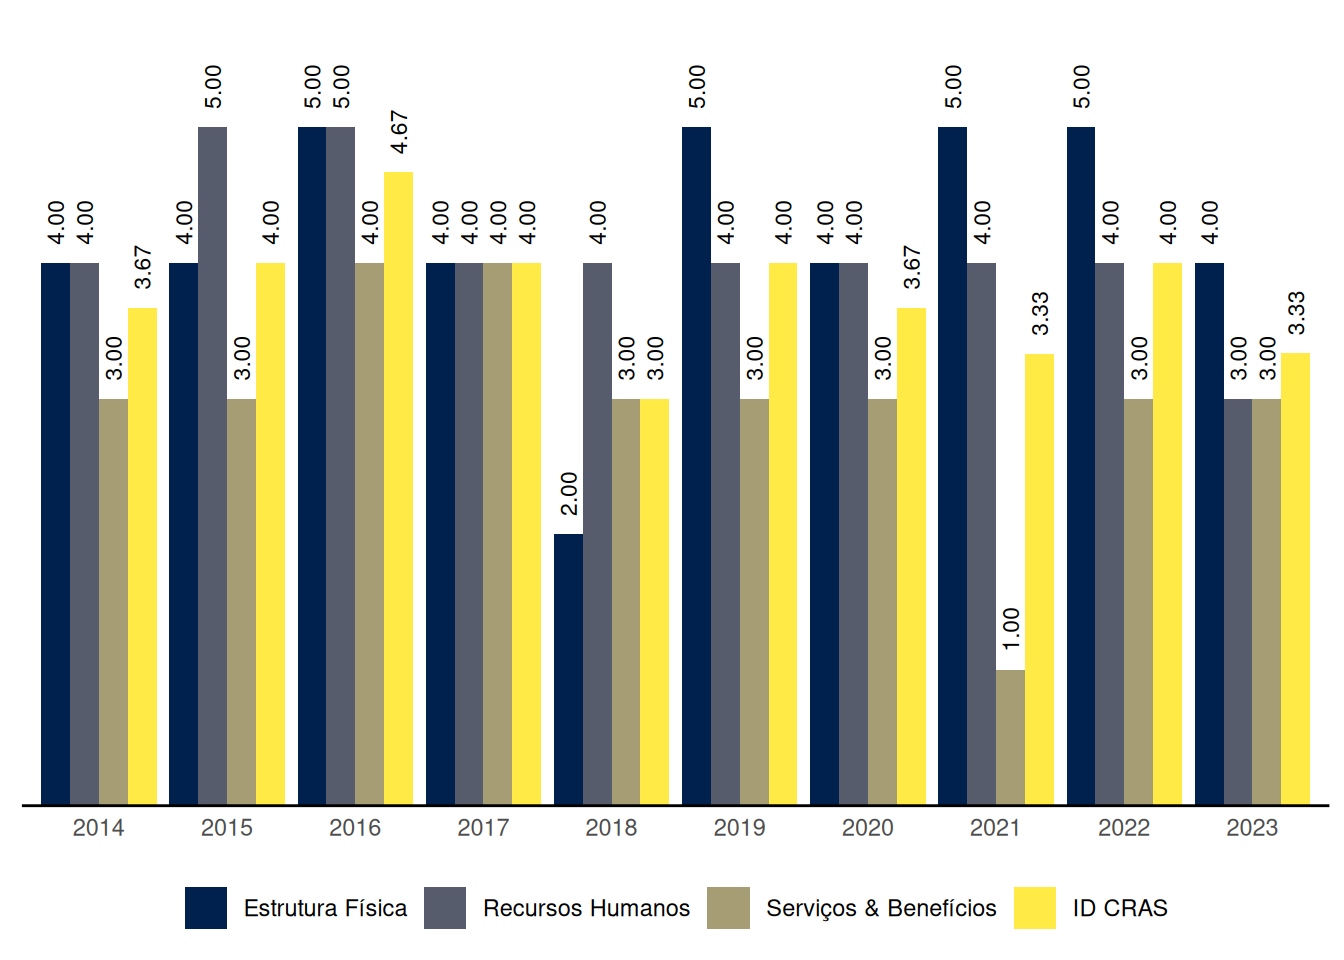 5.00 5.00 5.00 5.00 5.00 5.00
4.67
4.00 4.00 4.00 4.00 4.00 4.00 4.00 4.00 4.00 4.00 4.00 4.00 4.00 4.00 4.00 4.00 4.00 4.00
3.67 3.67
3.33 3.33
3.00 3.00 3.00 3.00 3.00 3.00 3.00 3.00 3.00
2.00
1.00
2014 2015 2016 2017 2018 2019 2020 2021 2022 2023
Estrutura Física Recursos Humanos Serviços & Benefícios ID CRAS